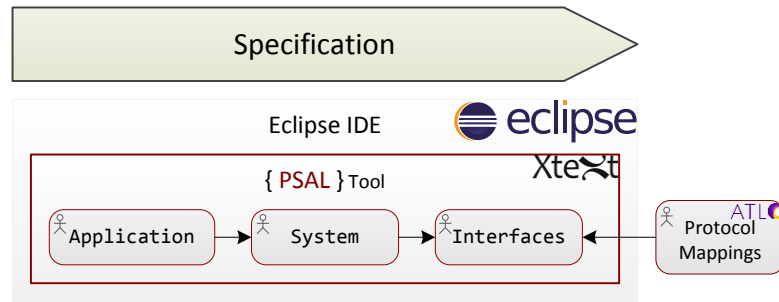 Specification
Eclipse IDE
eclipse
Xtext
{ PSAL } Tool
Application
System
Interfaces
ATL
Protocol
Mappings